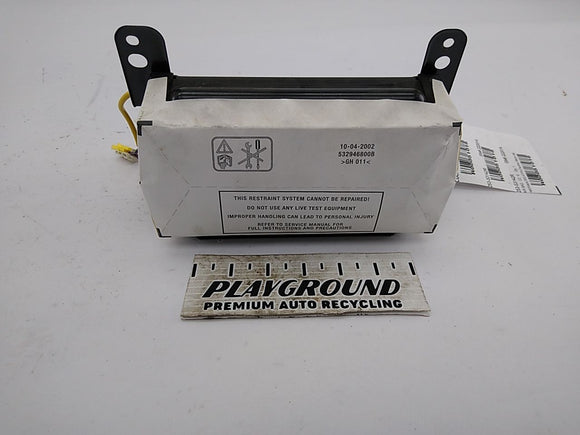 10-04-2002
532946800B
>GH 011<
THIS RESTRAINT SYSTEM CANNOT BE REPAIRED!
DO NOT USE ANY LIVE TEST EQUIPMENT
IMPROPER HANDLING CAN LEAD TO PERSONAL INJURY
REFER TO SERVICE MANUAL FOR
FULL INSTRUCTIONS AND PRECAUTIONS
PLAYGROUND
PREMIUM AUTO RECYCLING